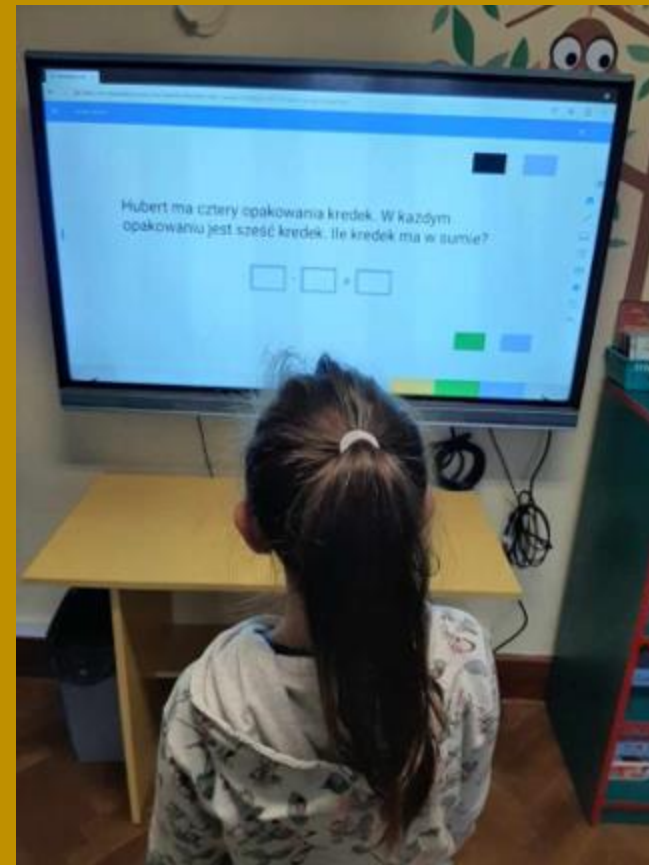 Hubert ma cztery opakowania kredek. W każdym
opakowaniu jest sześć kredek. Ile kredek ma w sumie?
· =